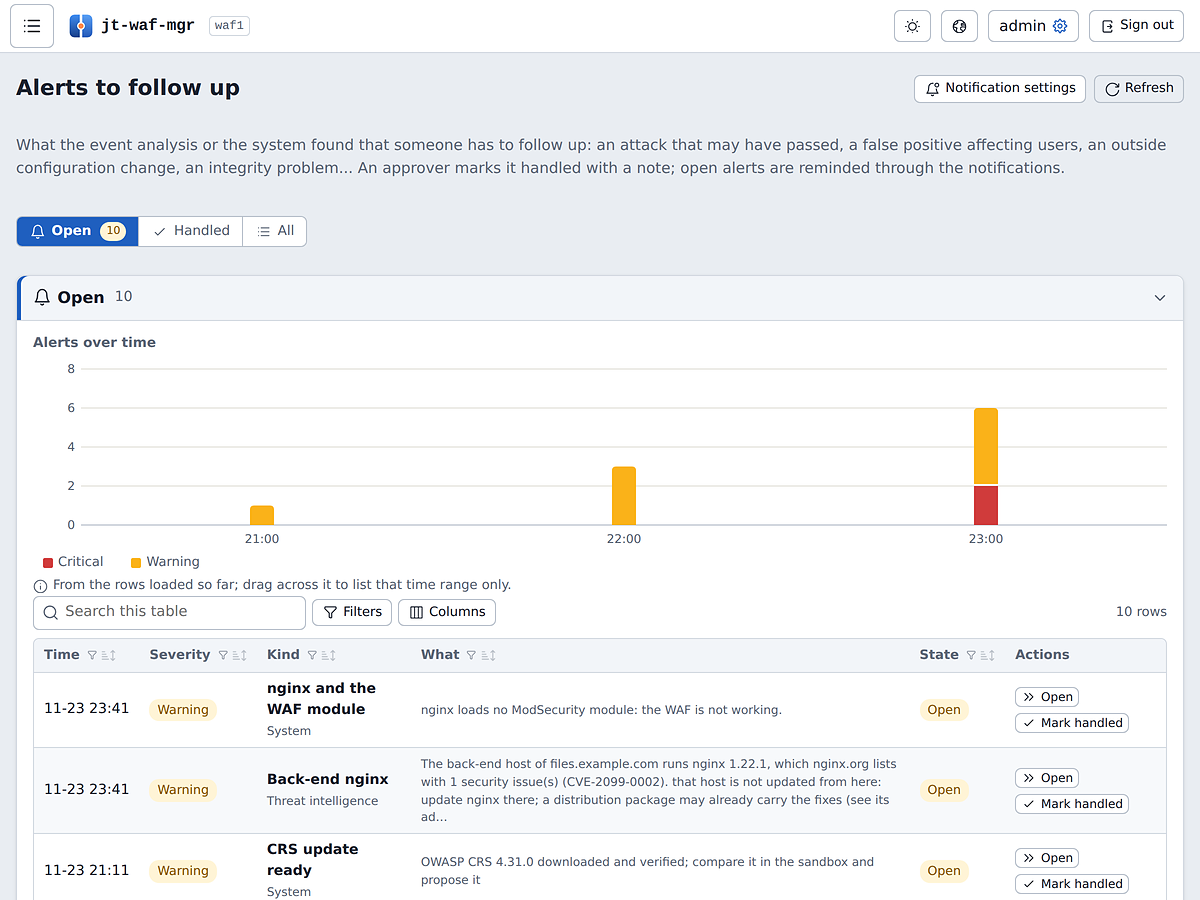 jt-waf-mgr waf1 admin Sign out
Alerts to follow up
Notification settings Refresh
What the event analysis or the system found that someone has to follow up: an attack that may have passed, a false positive affecting users, an outside
configuration change, an integrity problem... An approver marks it handled with a note; open alerts are reminded through the notifications.
Open 10 Handled All
Open 10
Alerts over time
8
6
4
2
0
21:00 22:00 23:00
Critical Warning
From the rows loaded so far; drag across it to list that time range only.
Search this table Filters Columns 10 rows
Time Severity Kind What State Actions
11-23 23:41 Warning nginx and the
WAF module
System
nginx loads no ModSecurity module: the WAF is not working.
Open
Open
Mark handled
11-23 23:41 Warning Back-end nginx
Threat intelligence
The back-end host of files.example.com runs nginx 1.22.1, which nginx.org lists
with 1 security issue(s) (CVE-2099-0002). that host is not updated from here:
update nginx there; a distribution package may already carry the fixes (see its
ad...
Open
Open
Mark handled
11-23 21:11 Warning CRS update
ready
System
OWASP CRS 4.31.0 downloaded and verified; compare it in the sandbox and
propose it
Open
Open
Mark handled